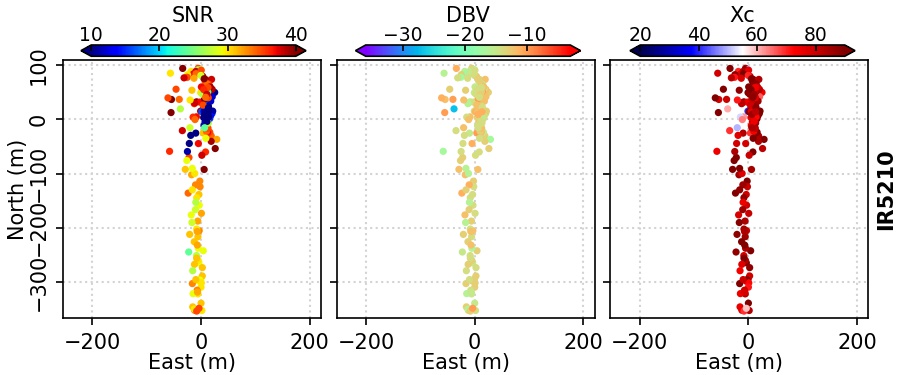 SNR DBV Xc
10 20 30 40 −30 −20 −10 20 40 60 80
100
0
−100
−200
−300
North (m)
IR5210
−200 0 200 −200 0 200 −200 0 200
East (m) East (m) East (m)